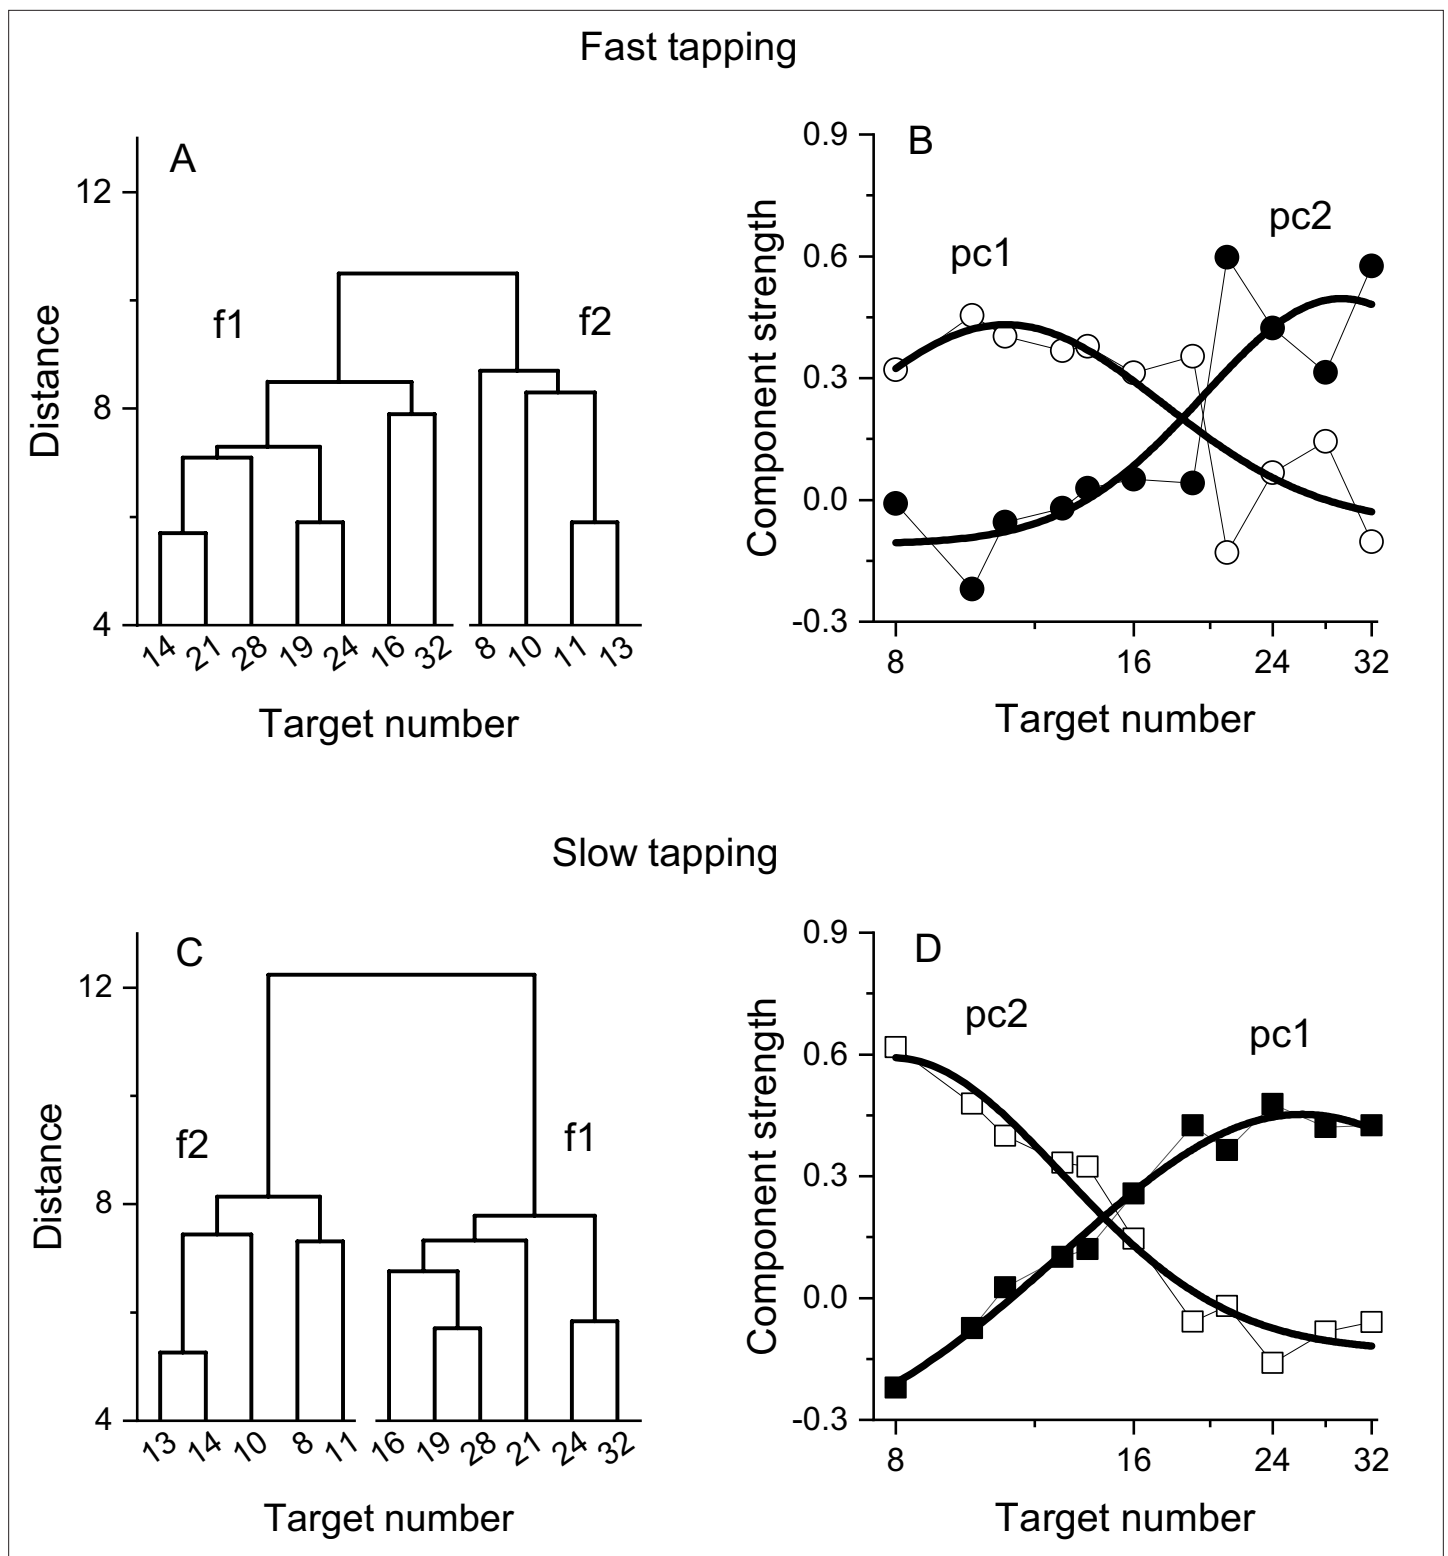 Fast tapping
A
f1
f2
Distance
12
8
4
14 21 28 19 24 16 32 8 10 11 13
Target number
B
pc1
pc2
Component strength
0.9
0.6
0.3
0.0
-0.3
8 16 24 32
Target number
Slow tapping
C
f2
f1
Distance
12
8
4
13 14 10 8 11 16 19 28 21 24 32
Target number
D
pc2
pc1
Component strength
0.9
0.6
0.3
0.0
-0.3
8 16 24 32
Target number